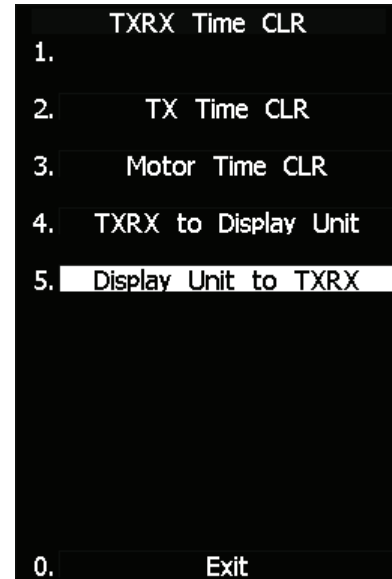 TXRX Time CLR
1.
2. TX Time CLR
3. Motor Time CLR
4. TXRX to Display Unit
5. Display Unit to TXRX
0. Exit